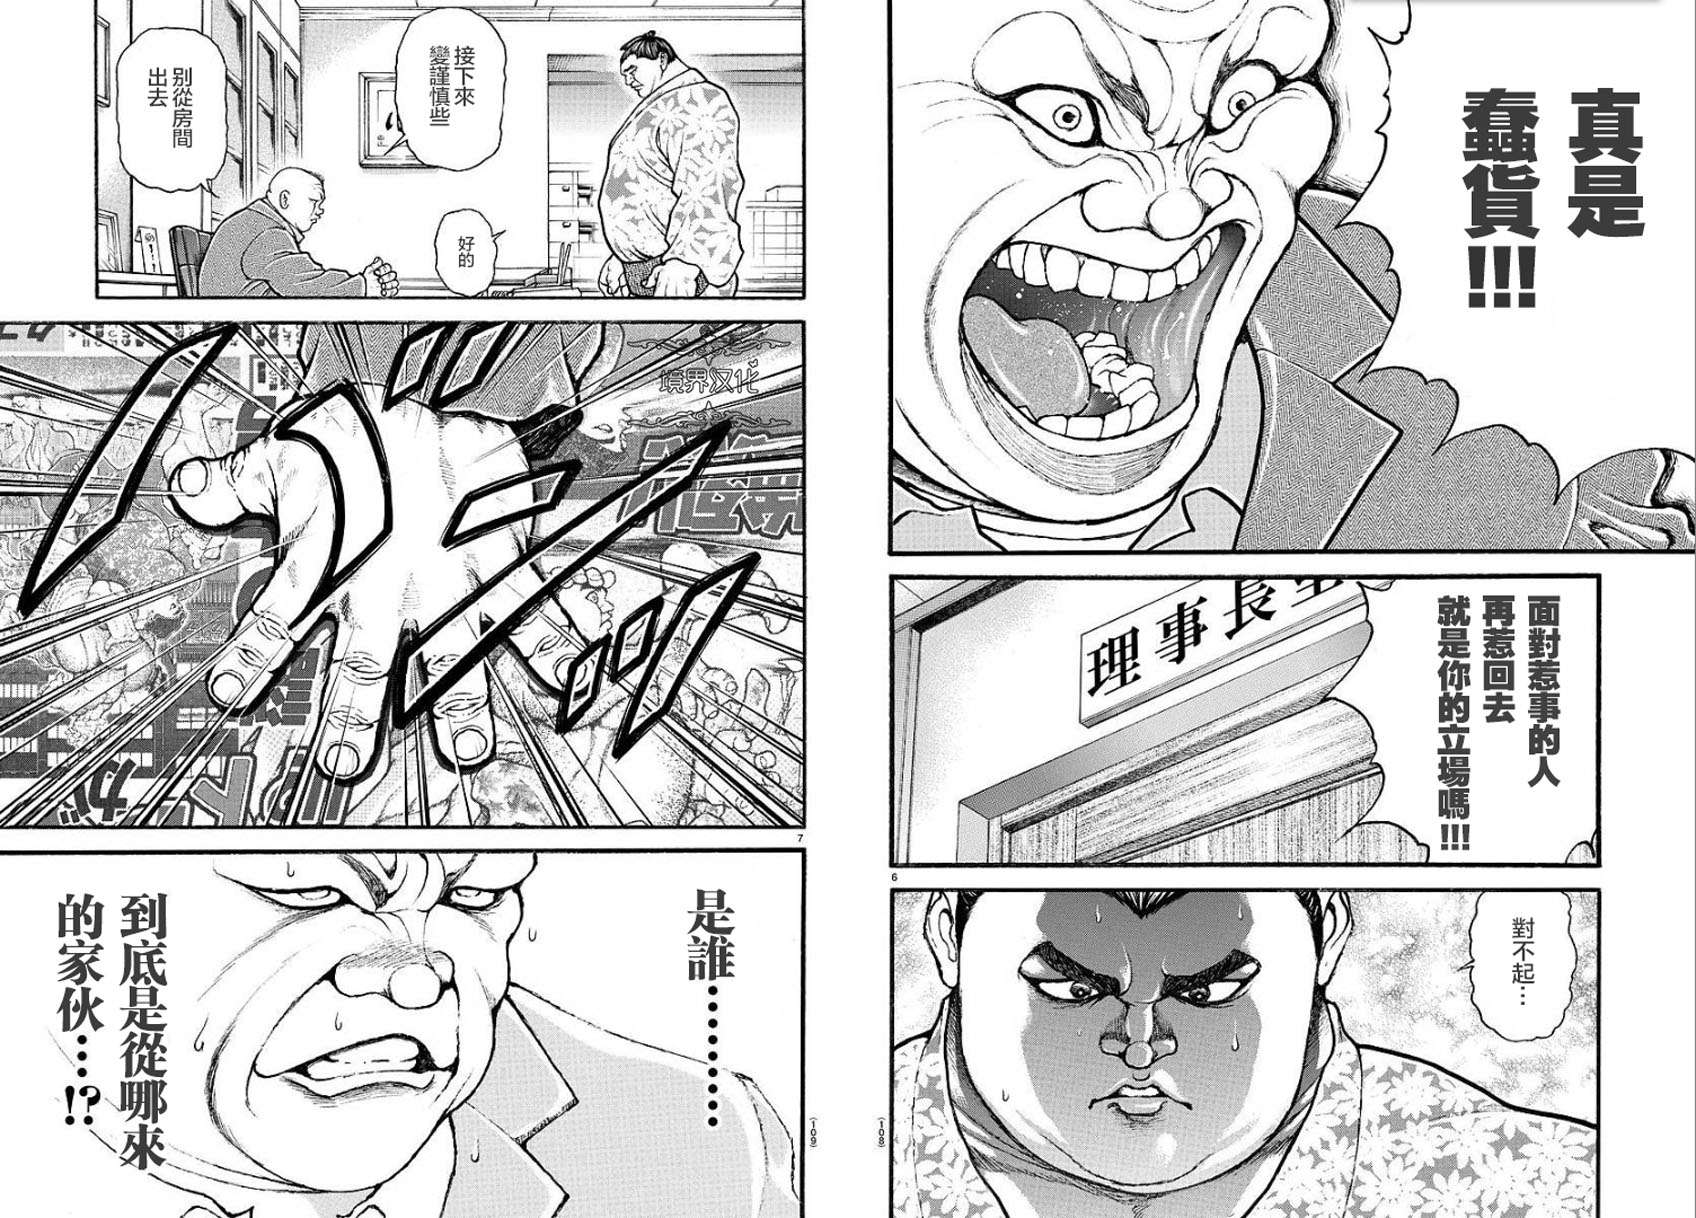 真是
蠢貨!!!
理事長室
面對惹事的人
再惹回去
就是你的立場嗎!!!
6
對不起…
(108)
接下來
變謹慎些
別從房間
出去
好的
境界汉化
7
是誰………
到底是從哪來
的家伙…!?
(109)